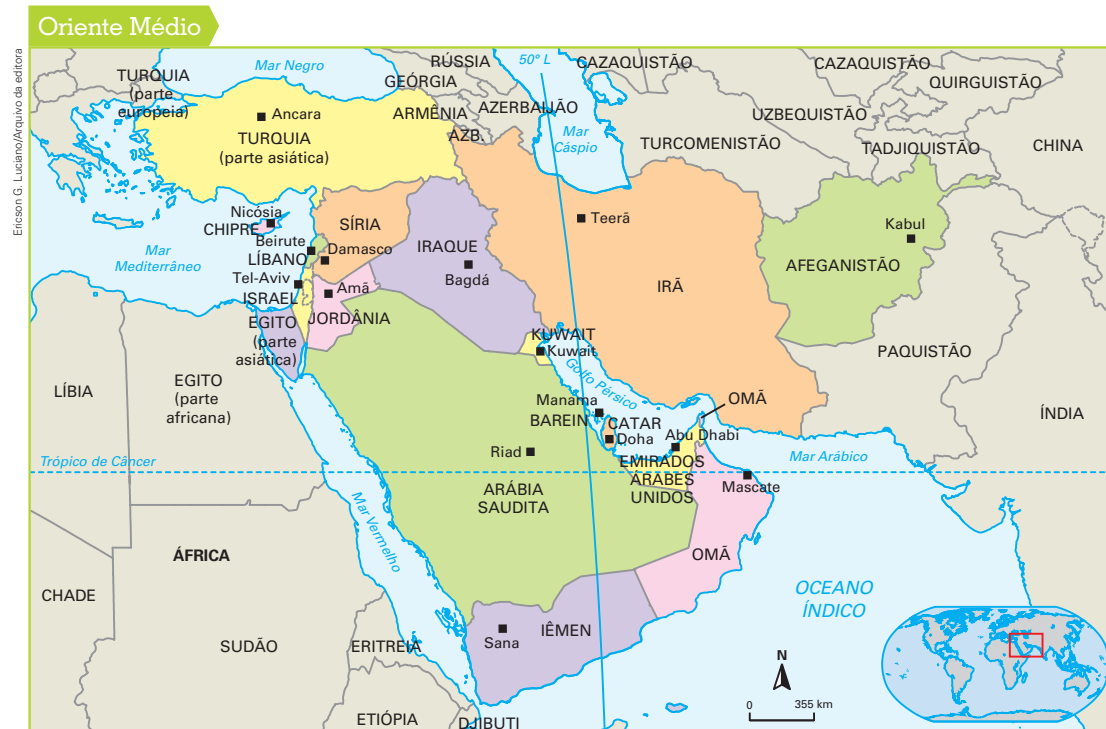 Oriente Médio
Ericson G. Luciano/Arquivo da editora
Mar Negro
RÚSSIA
50° L
CAZAQUISTÃO
CAZAQUISTÃO
TURQUIA
(parte
europeia)
GEÓRGIA
QUIRGUISTÃO
Ancara
ARMÊNIA
AZERBAIJÃO
UZBEQUISTÃO
TURQUIA
(parte asiática)
AZB.
Mar
Cáspio
TURCOMENISTÃO
TADJIQUISTÃO
CHINA
Nicósia
CHIPRE
SÍRIA
Teerã
Kabul
Mar
Mediterrâneo
Beirute
LÍBANO
Damasco
IRAQUE
Bagdá
AFEGANISTÃO
Tel-Aviv
ISRAEL
Amã
JORDÂNIA
IRÃ
EGITO
(parte
asiática)
KUWAIT
Kuwait
PAQUISTÃO
LÍBIA
EGITO
(parte
africana)
Golfo Pérsico
Manama
BAREIN
CATAR
Doha
OMÃ
Abu Dhabi
ÍNDIA
Riad
Trópico de Câncer
EMIRADOS
ÁRABES
UNIDOS
Mar Arábico
Mascate
ARÁBIA
SAUDITA
Mar Vermelho
ÁFRICA
OMÃ
CHADE
OCEANO
ÍNDICO
SUDÃO
ERITREIA
Sana
IÊMEN
N
0 355 km
ETIÓPIA
DJIBUTI